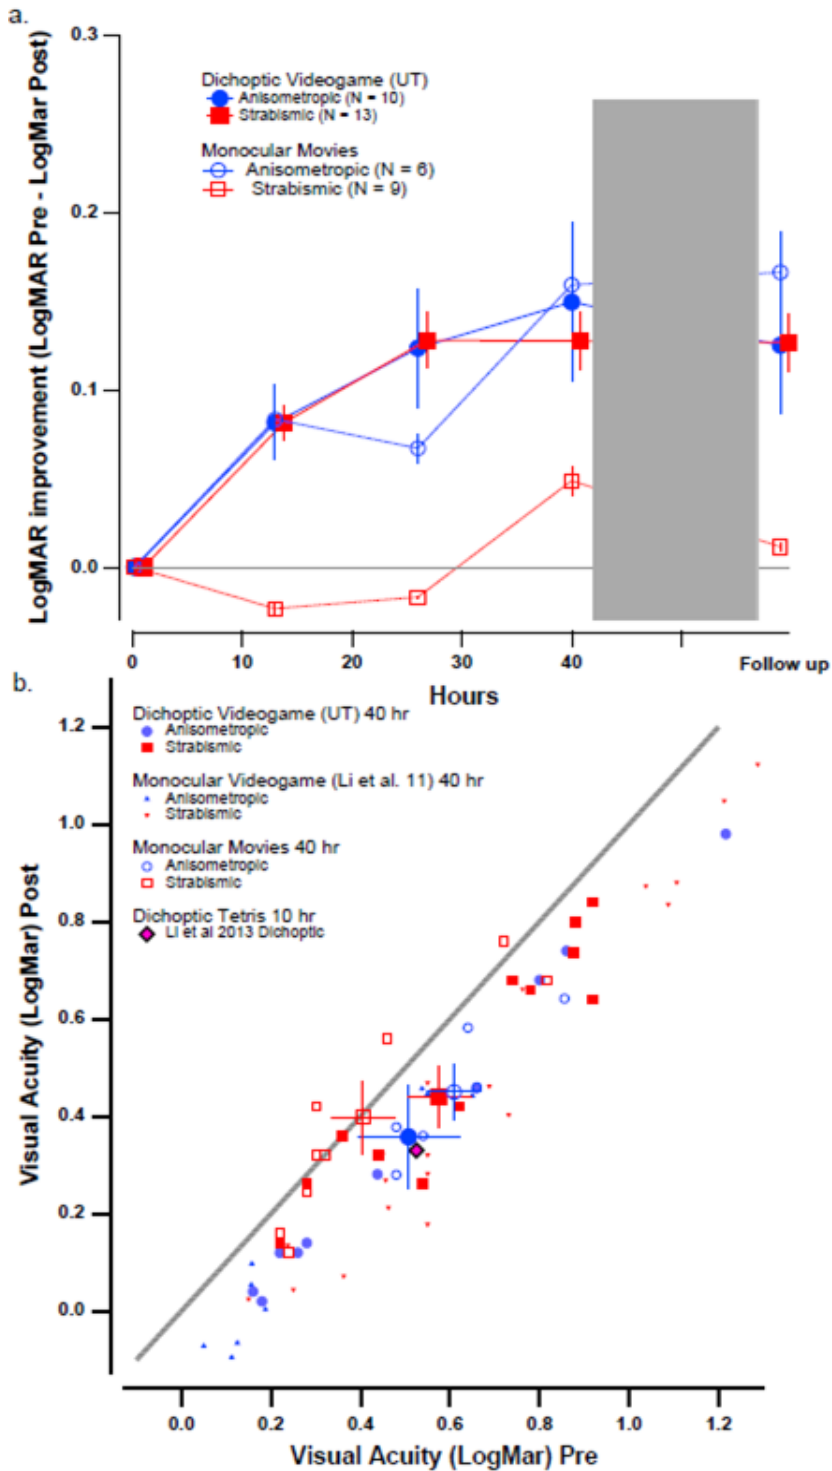 a.
LogMAR improvement (LogMAR Pre - LogMar Post)
0.3
0.2
0.1
0.0
Dichoptic Videogame (UT)
Anisometropic (N = 10)
Strabismic (N = 13)
Monocular Movies
Anisometropic (N = 6)
Strabismic (N = 9)
0 10 20 30 40 Follow up
Hours
b.
Visual Acuity (LogMar) Post
1.2
1.0
0.8
0.6
0.4
0.2
0.0
Dichoptic Videogame (UT) 40 hr
Anisometropic
Strabismic
Monocular Videogame (Li et al. 11) 40 hr
Anisometropic
Strabismic
Monocular Movies 40 hr
Anisometropic
Strabismic
Dichoptic Tetris 10 hr
Li et al 2013 Dichoptic
0.0 0.2 0.4 0.6 0.8 1.0 1.2
Visual Acuity (LogMar) Pre